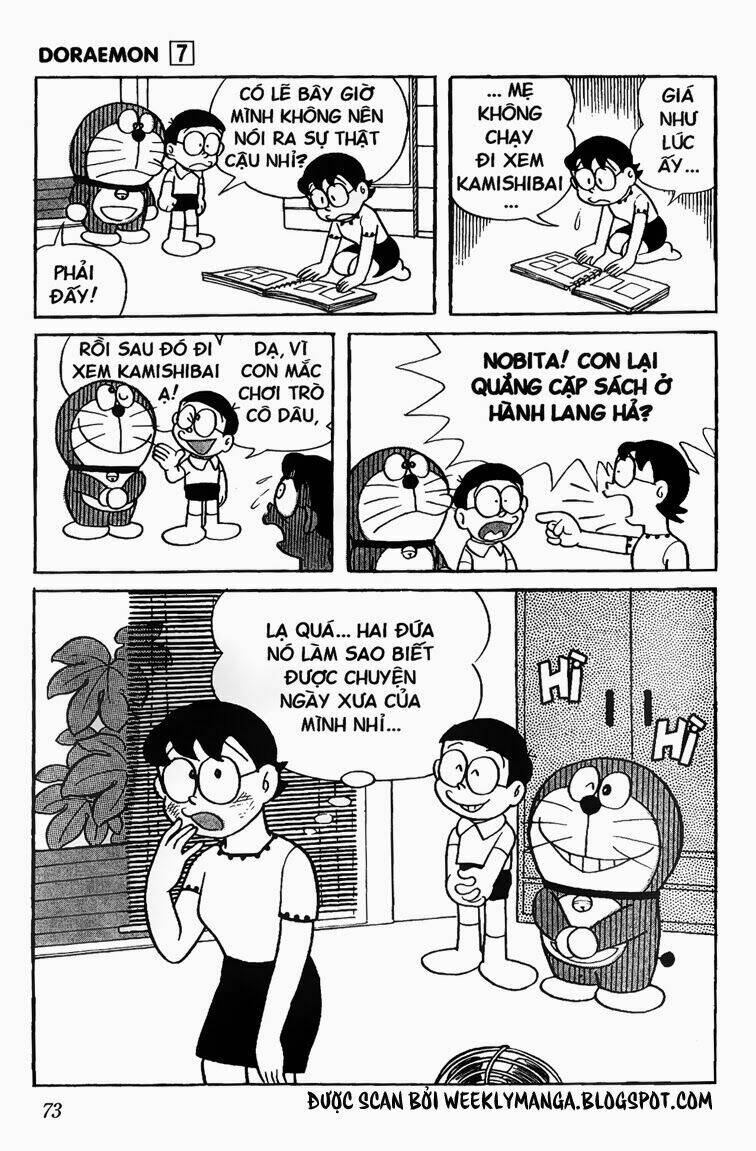 DORAEMON 7
CÓ LẼ BÂY GIỜ
MÌNH KHÔNG NÊN
NÓI RA SỰ THẬT
CẬU NHỈ?
PHẢI
ĐẤY!
GIÁ
NHƯ
LÚC
ẤY...
... MẸ
KHÔNG
CHẠY
ĐI XEM
KAMISHIBAI
...
RỒI SAU ĐÓ ĐI
XEM KAMISHIBAI
Ạ!
DẠ, VÌ
CON MẮC
CHƠI TRÒ
CÔ DÂU,
NOBITA! CON LẠI
QUẲNG CẶP SÁCH Ở
HÀNH LANG HẢ?
LẠ QUÁ... HAI ĐỨA
NÓ LÀM SAO BIẾT
ĐƯỢC CHUYỆN
NGÀY XƯA CỦA
MÌNH NHỈ...
HÌ
HÌ
73
ĐƯỢC SCAN BỞI WEEKLYMANGA.BLOGSPOT.COM